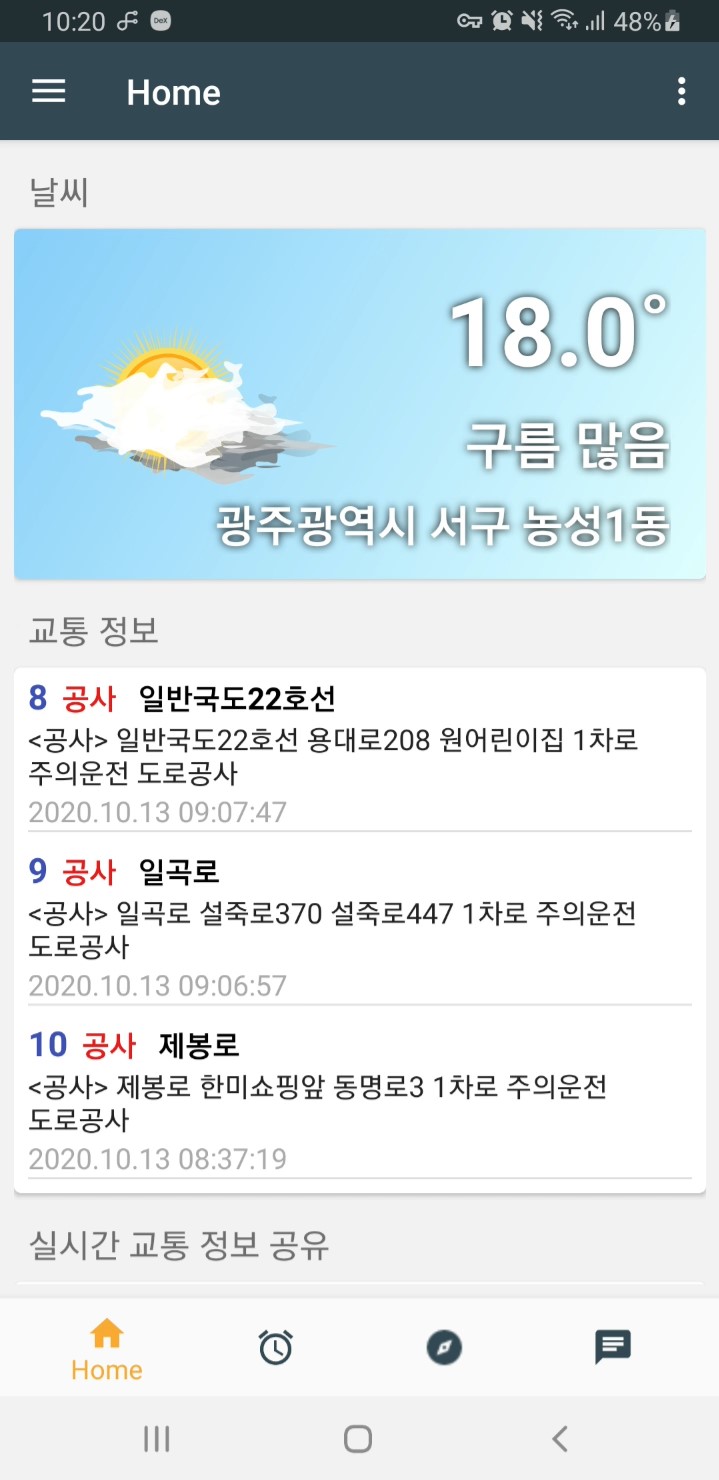 10:20 DeX 48%
Home
날씨
18.0°
구름 많음
광주광역시 서구 농성1동
교통 정보
8 공사 일반국도22호선
<공사> 일반국도22호선 용대로208 원어린이집 1차로
주의운전 도로공사
2020.10.13 09:07:47
9 공사 일곡로
<공사> 일곡로 설죽로370 설죽로447 1차로 주의운전
도로공사
2020.10.13 09:06:57
10 공사 제봉로
<공사> 제봉로 한미쇼핑앞 동명로3 1차로 주의운전
도로공사
2020.10.13 08:37:19
실시간 교통 정보 공유
Home